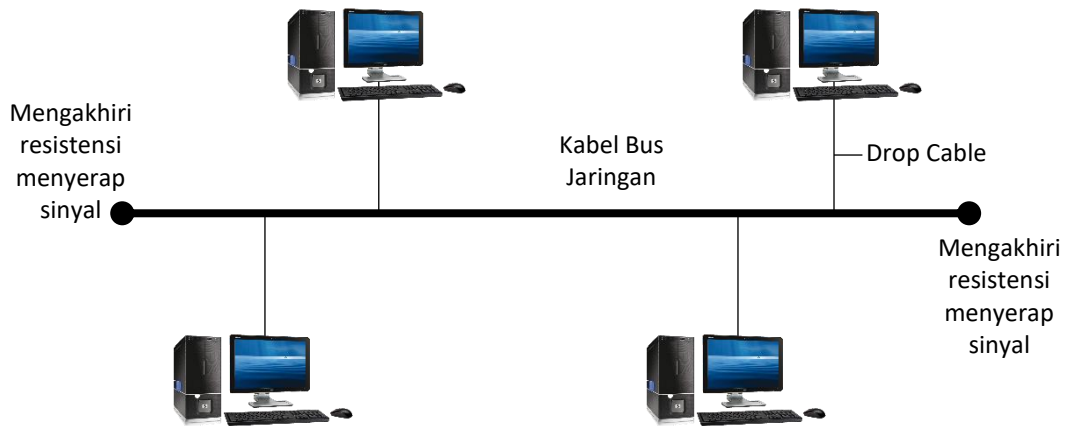 Mengakhiri
resistensi
menyerap
sinyal
Kabel Bus
Jaringan
Drop Cable
Mengakhiri
resistensi
menyerap
sinyal